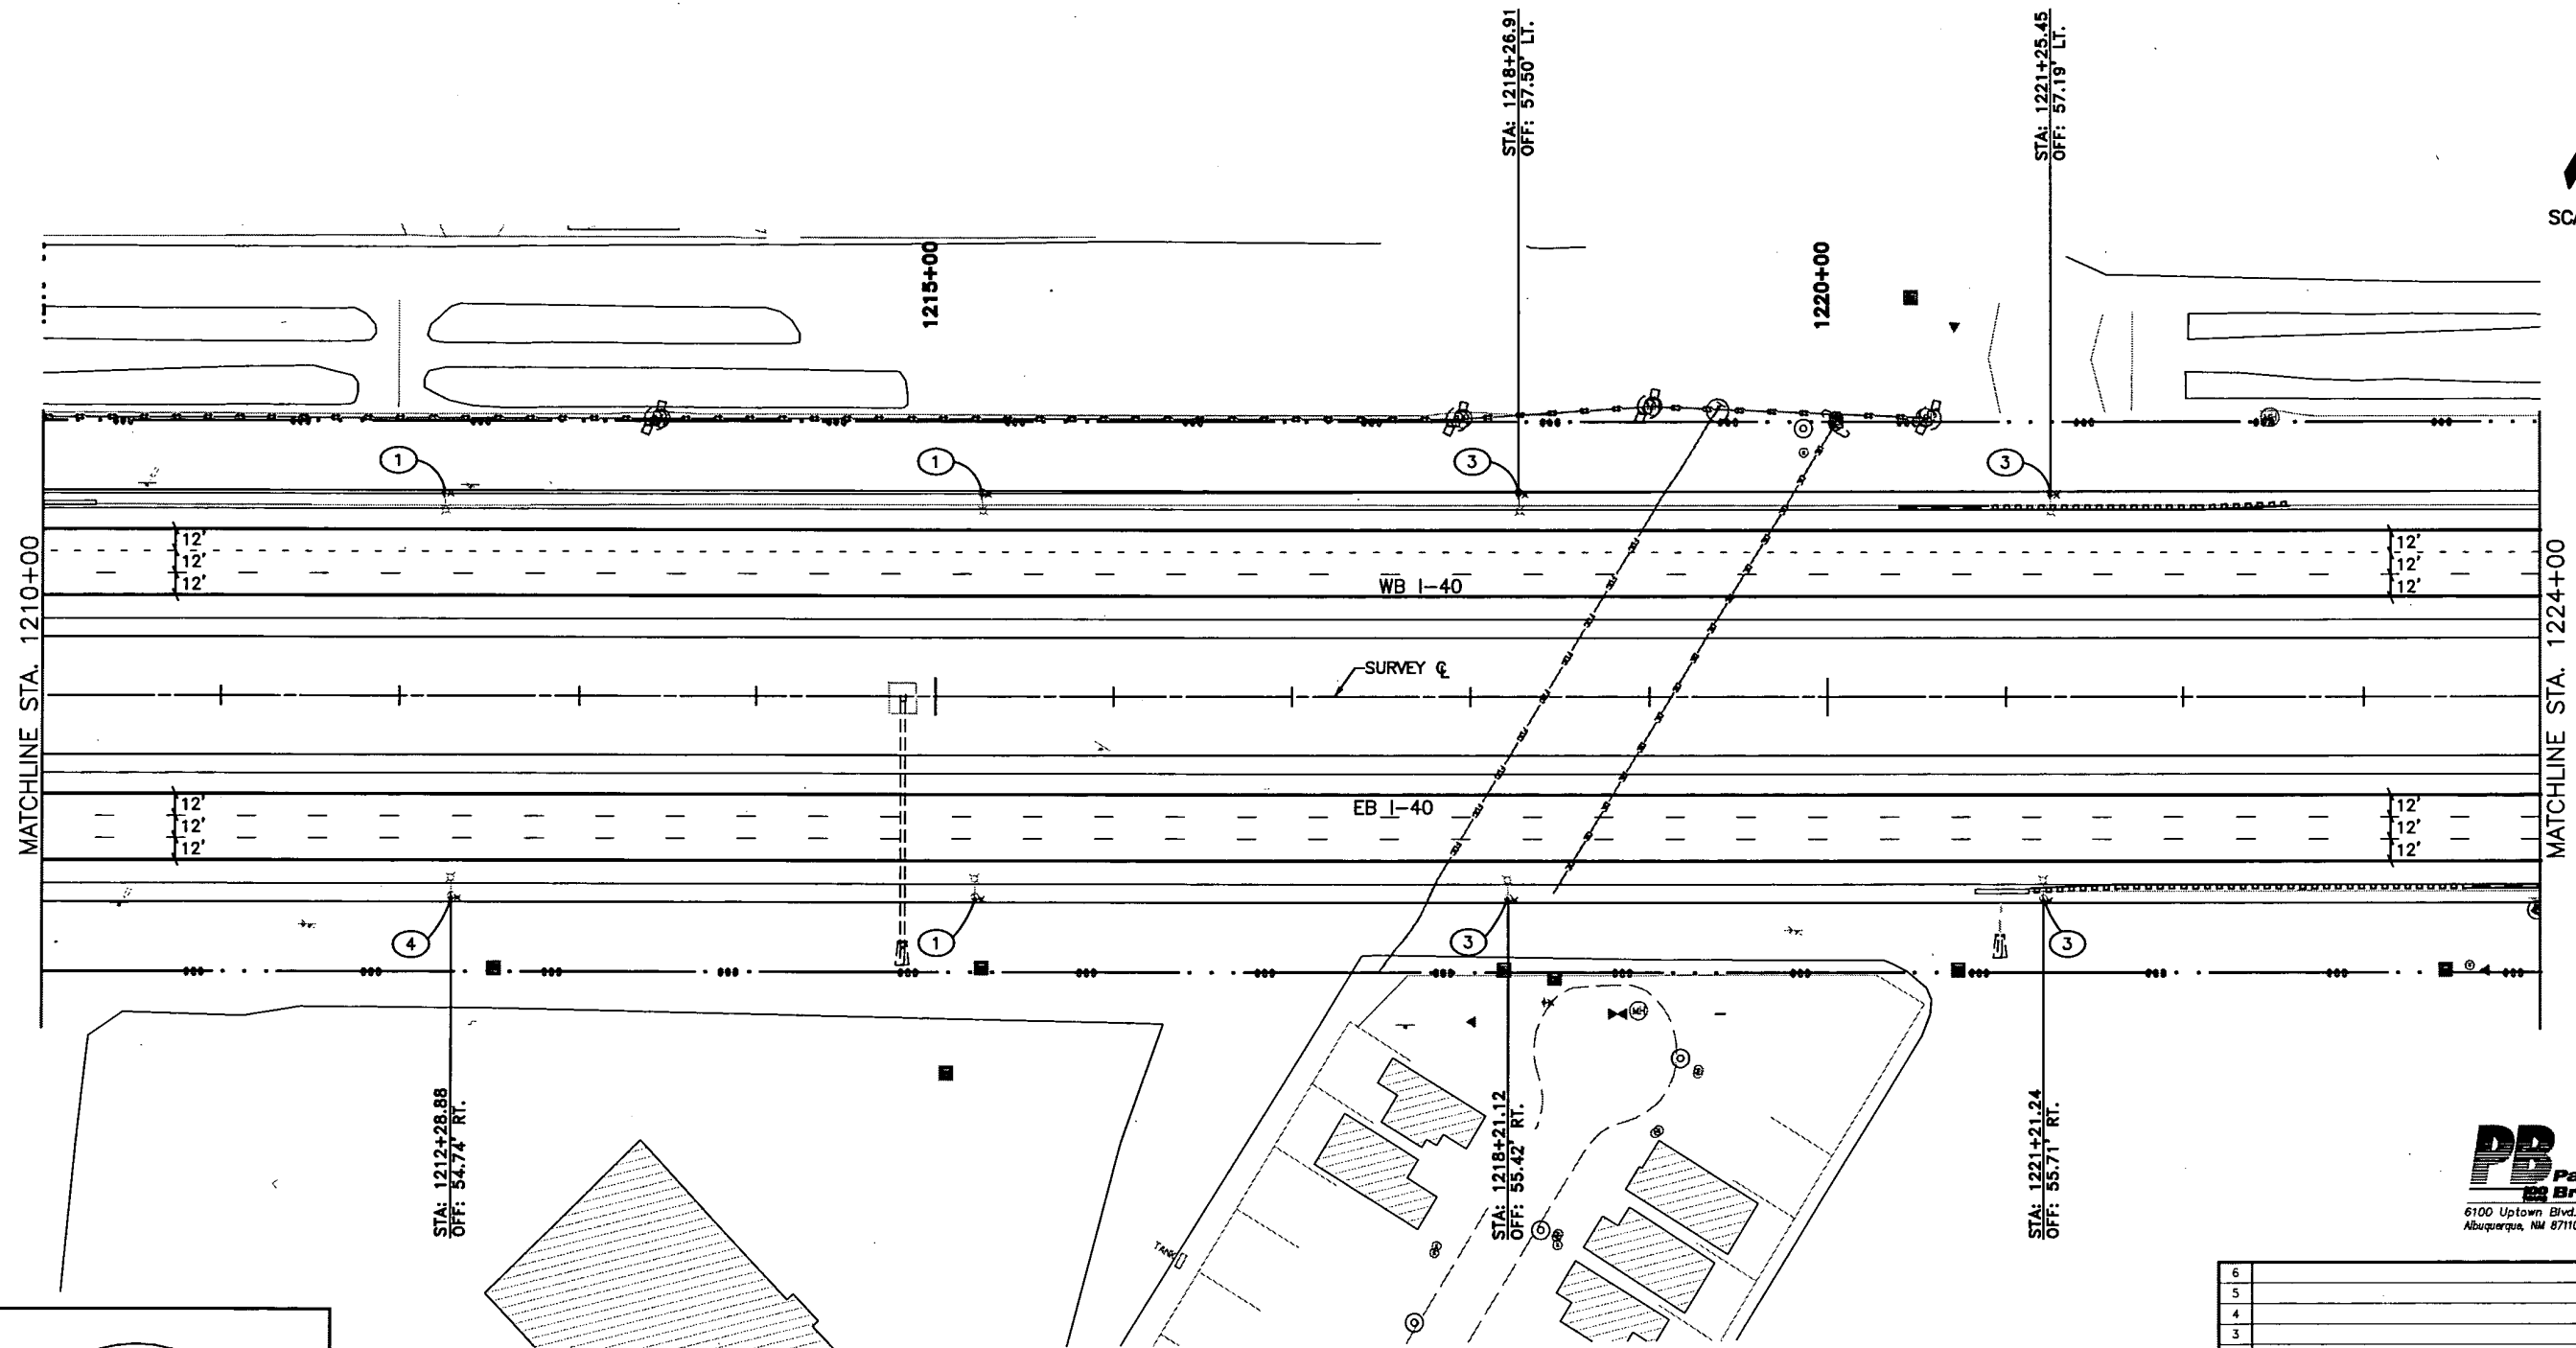 STA: 1218+26.91
OFF: 57.50' LT.
STA: 1221+25.45
OFF: 57.19' LT.
1215+00
1220+00
1
1
3
3
MATCHLINE STA. 1210+00
12'
12'
12'
WB I-40
12'
12'
12'
MATCHLINE STA. 1224+00
SURVEY ℄
12'
12'
12'
EB I-40
12'
12'
12'
4
1
3
3
MH
STA: 1212+28.88
OFF: 54.74' RT.
STA: 1218+21.12
OFF: 55.42' RT.
STA: 1221+21.24
OFF: 55.71' RT.
TANK
PB
6100 Uptown Blvd.
Albuquerque, NM 87110
6
5
4
3